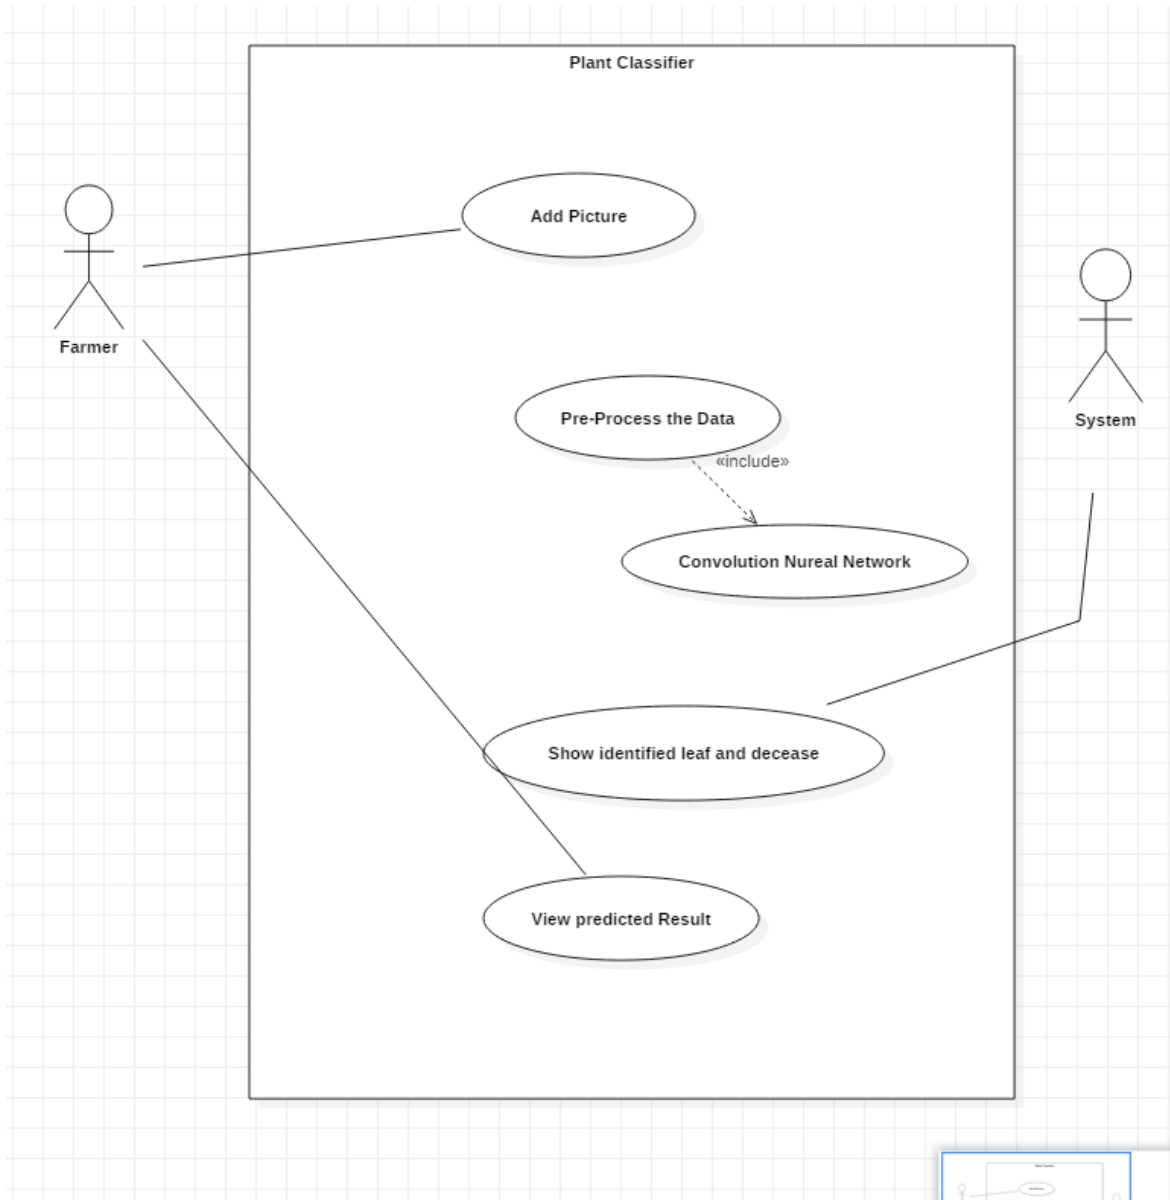 Plant Classifier
Add Picture
Farmer
System
Pre-Process the Data
«include»
Convolution Nureal Network
Show identified leaf and decease
View predicted Result